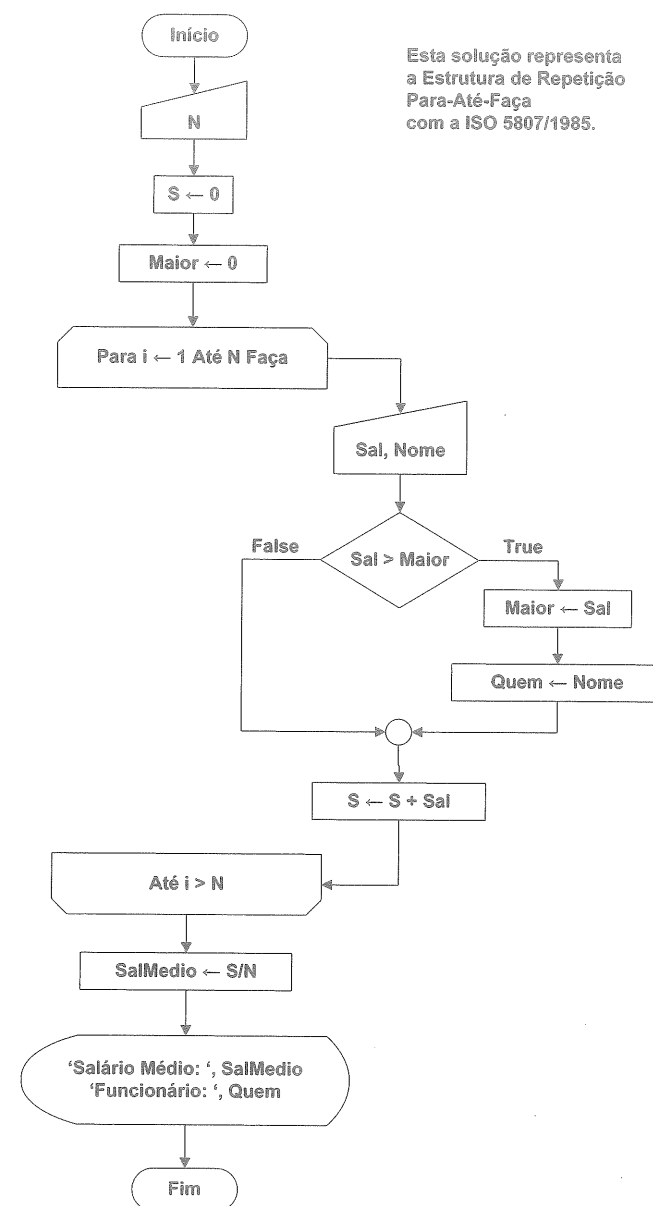 Início
Esta solução representa
a Estrutura de Repetição
Para-Até-Faça
com a ISO 5807/1985.
N
S ← 0
Maior ← 0
Para i ← 1 Até N Faça
Sal, Nome
False
True
Sal > Maior
Maior ← Sal
Quem ← Nome
S ← S + Sal
Até i > N
SalMedio ← S/N
‘Salário Médio: ‘, SalMedio
‘Funcionário: ‘, Quem
Fim